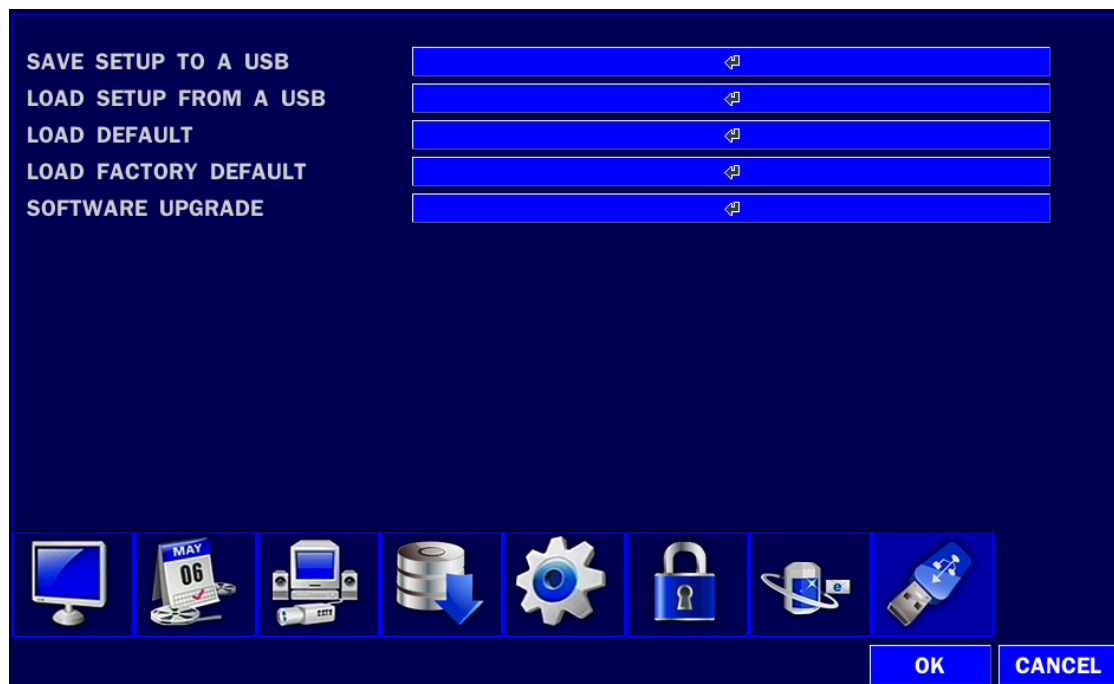 SAVE SETUP TO A USB
LOAD SETUP FROM A USB
LOAD DEFAULT
LOAD FACTORY DEFAULT
SOFTWARE UPGRADE
MAY
06
CCTV
e
OK
CANCEL